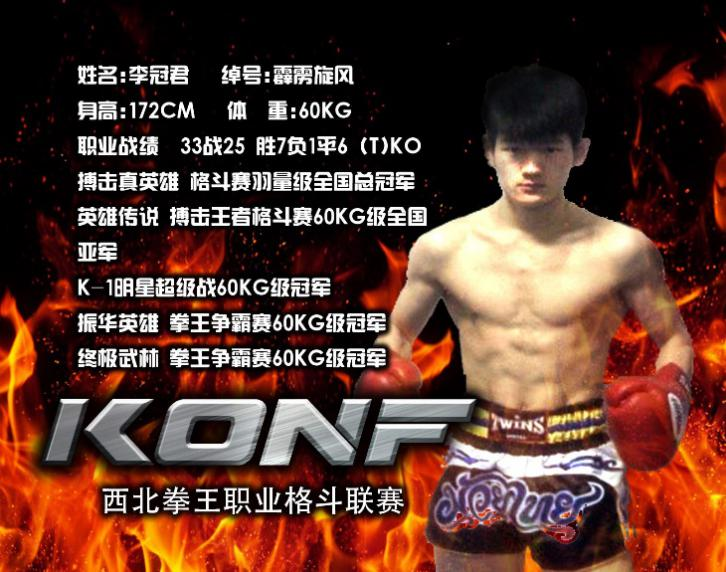 姓名:李冠君 绰号:霹雳旋风
身高:172CM 体 重:60KG
职业战绩 33战25 胜7负1平6 (T)KO
搏击真英雄 格斗赛羽量级全国总冠军
英雄传说 搏击王者格斗赛60KG级全国
亚军
K-1明星超级战60KG级冠军
振华英雄 拳王争霸赛60KG级冠军
终极武林 拳王争霸赛60KG级冠军
KONF
西北拳王职业格斗联赛
TWINS